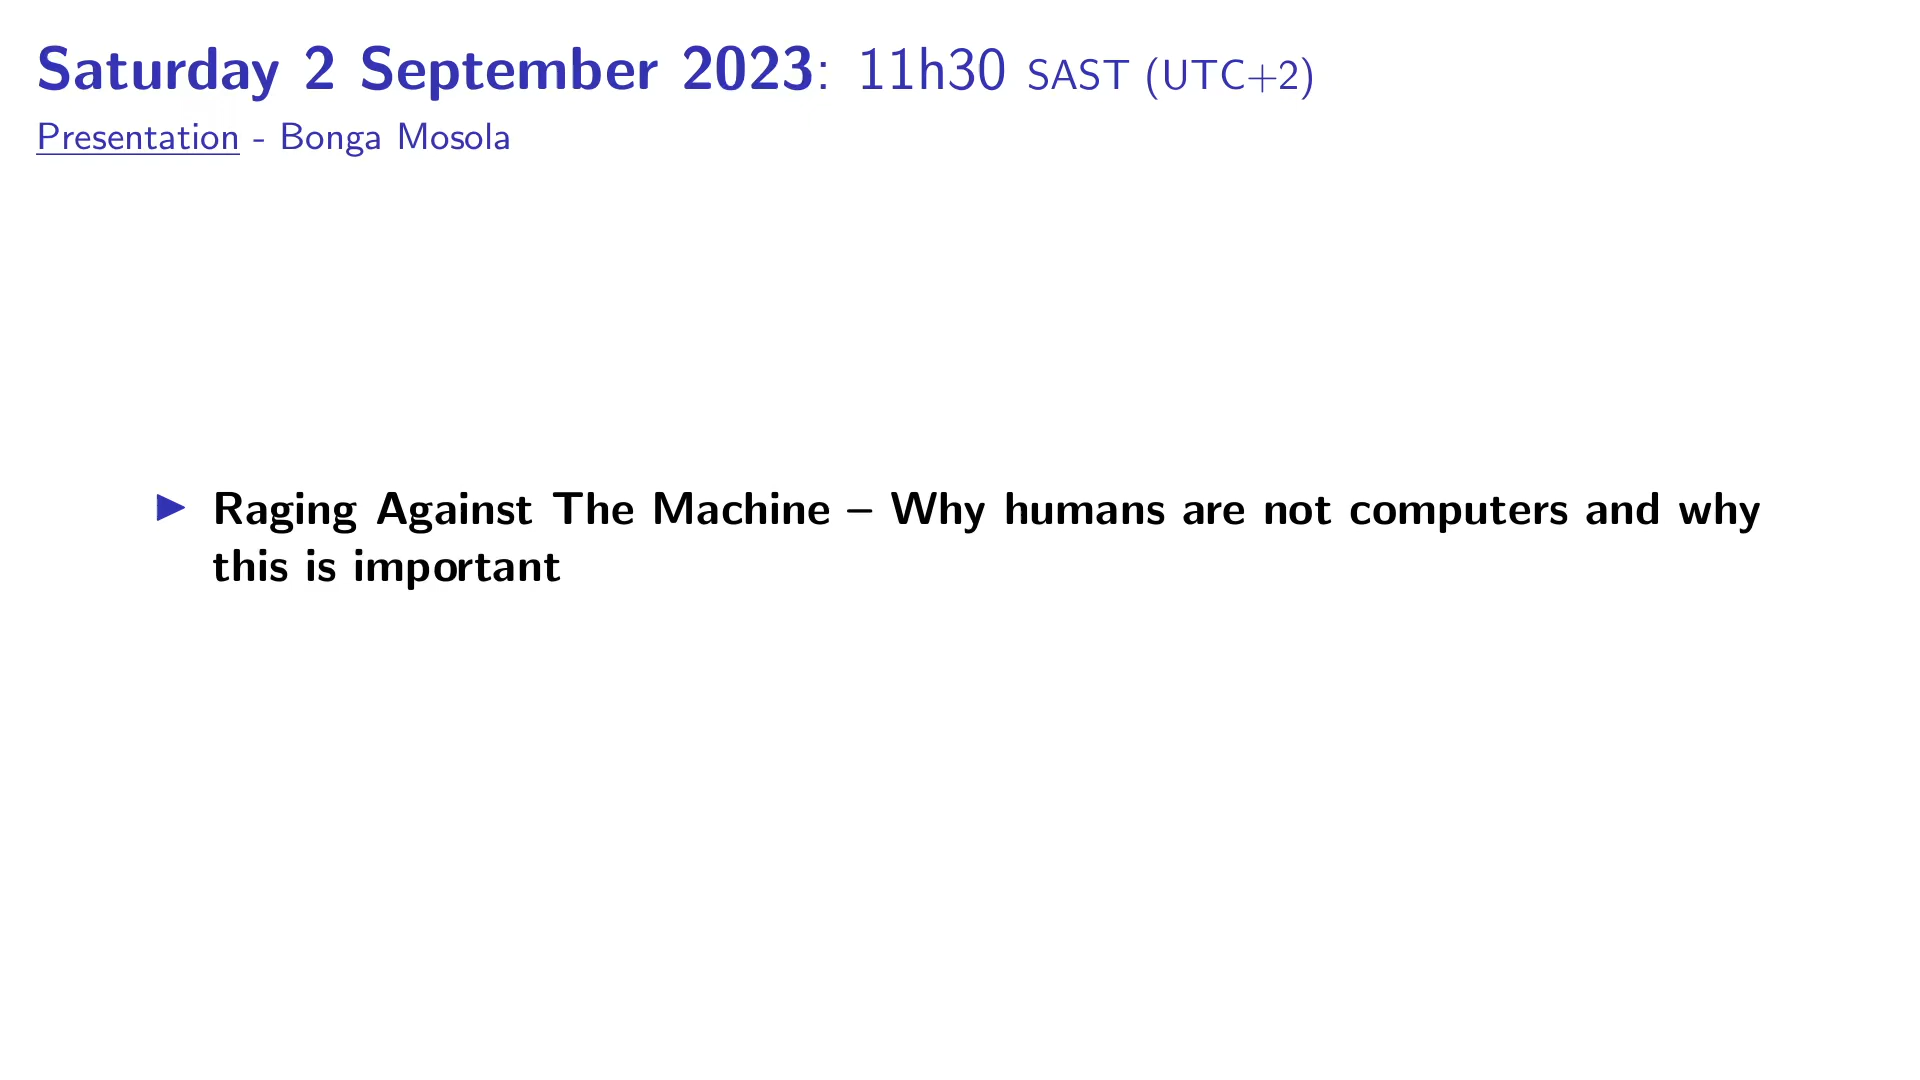 Saturday 2 September 2023: 11h30 SAST (UTC+2)
Presentation - Bonga Mosola
Raging Against The Machine – Why humans are not computers and why
this is important